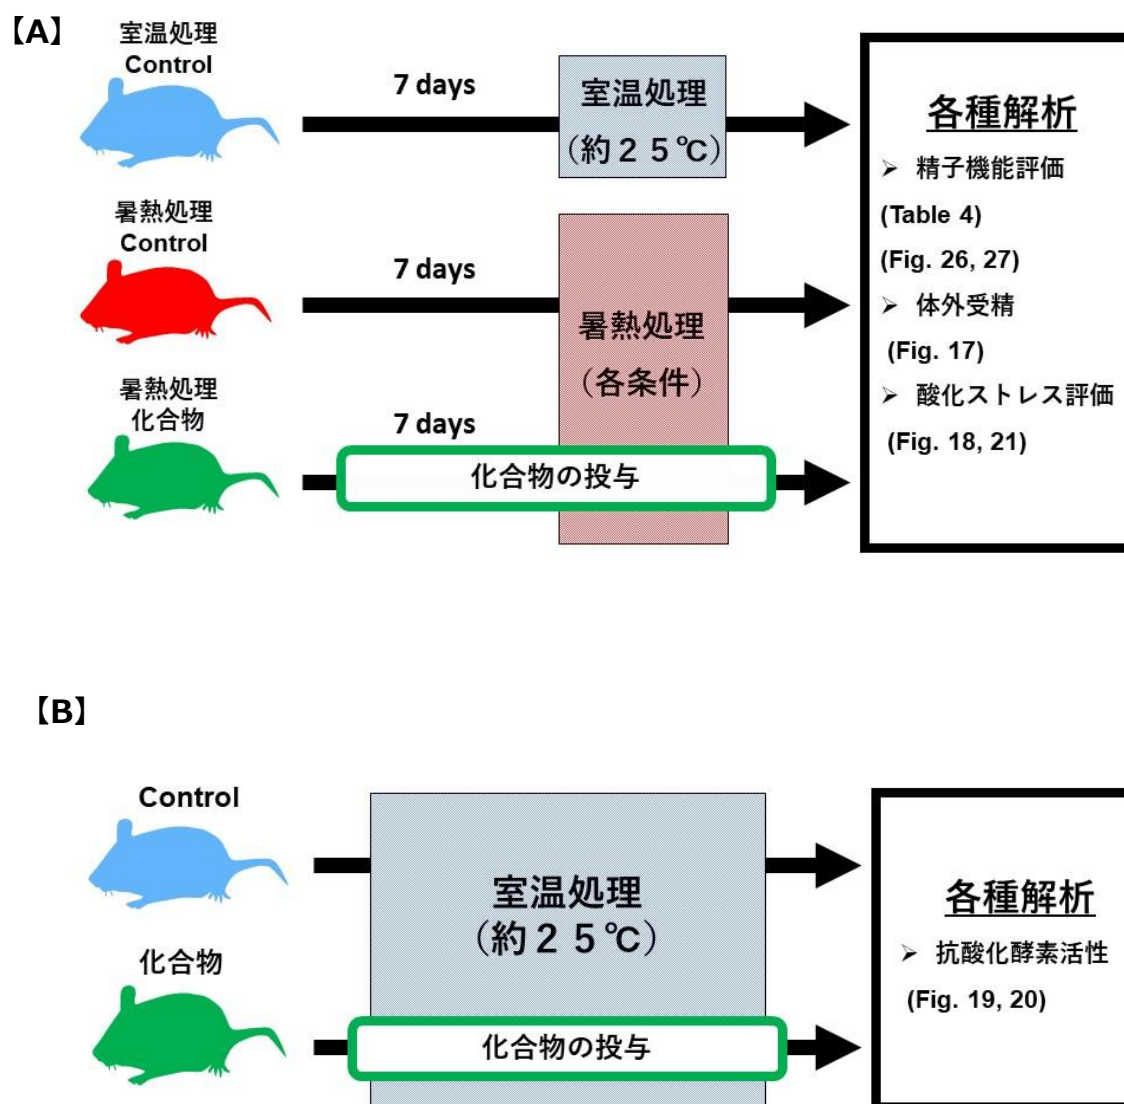 【A】
室温処理
Control
7 days
室温処理
（約２５℃）
暑熱処理
Control
7 days
暑熱処理
（各条件）
暑熱処理
化合物
7 days
化合物の投与
各種解析
➢ 精子機能評価
(Table 4)
(Fig. 26, 27)
➢ 体外受精
(Fig. 17)
➢ 酸化ストレス評価
(Fig. 18, 21)
【B】
Control
化合物
室温処理
（約２５℃）
化合物の投与
各種解析
➢ 抗酸化酵素活性
(Fig. 19, 20)